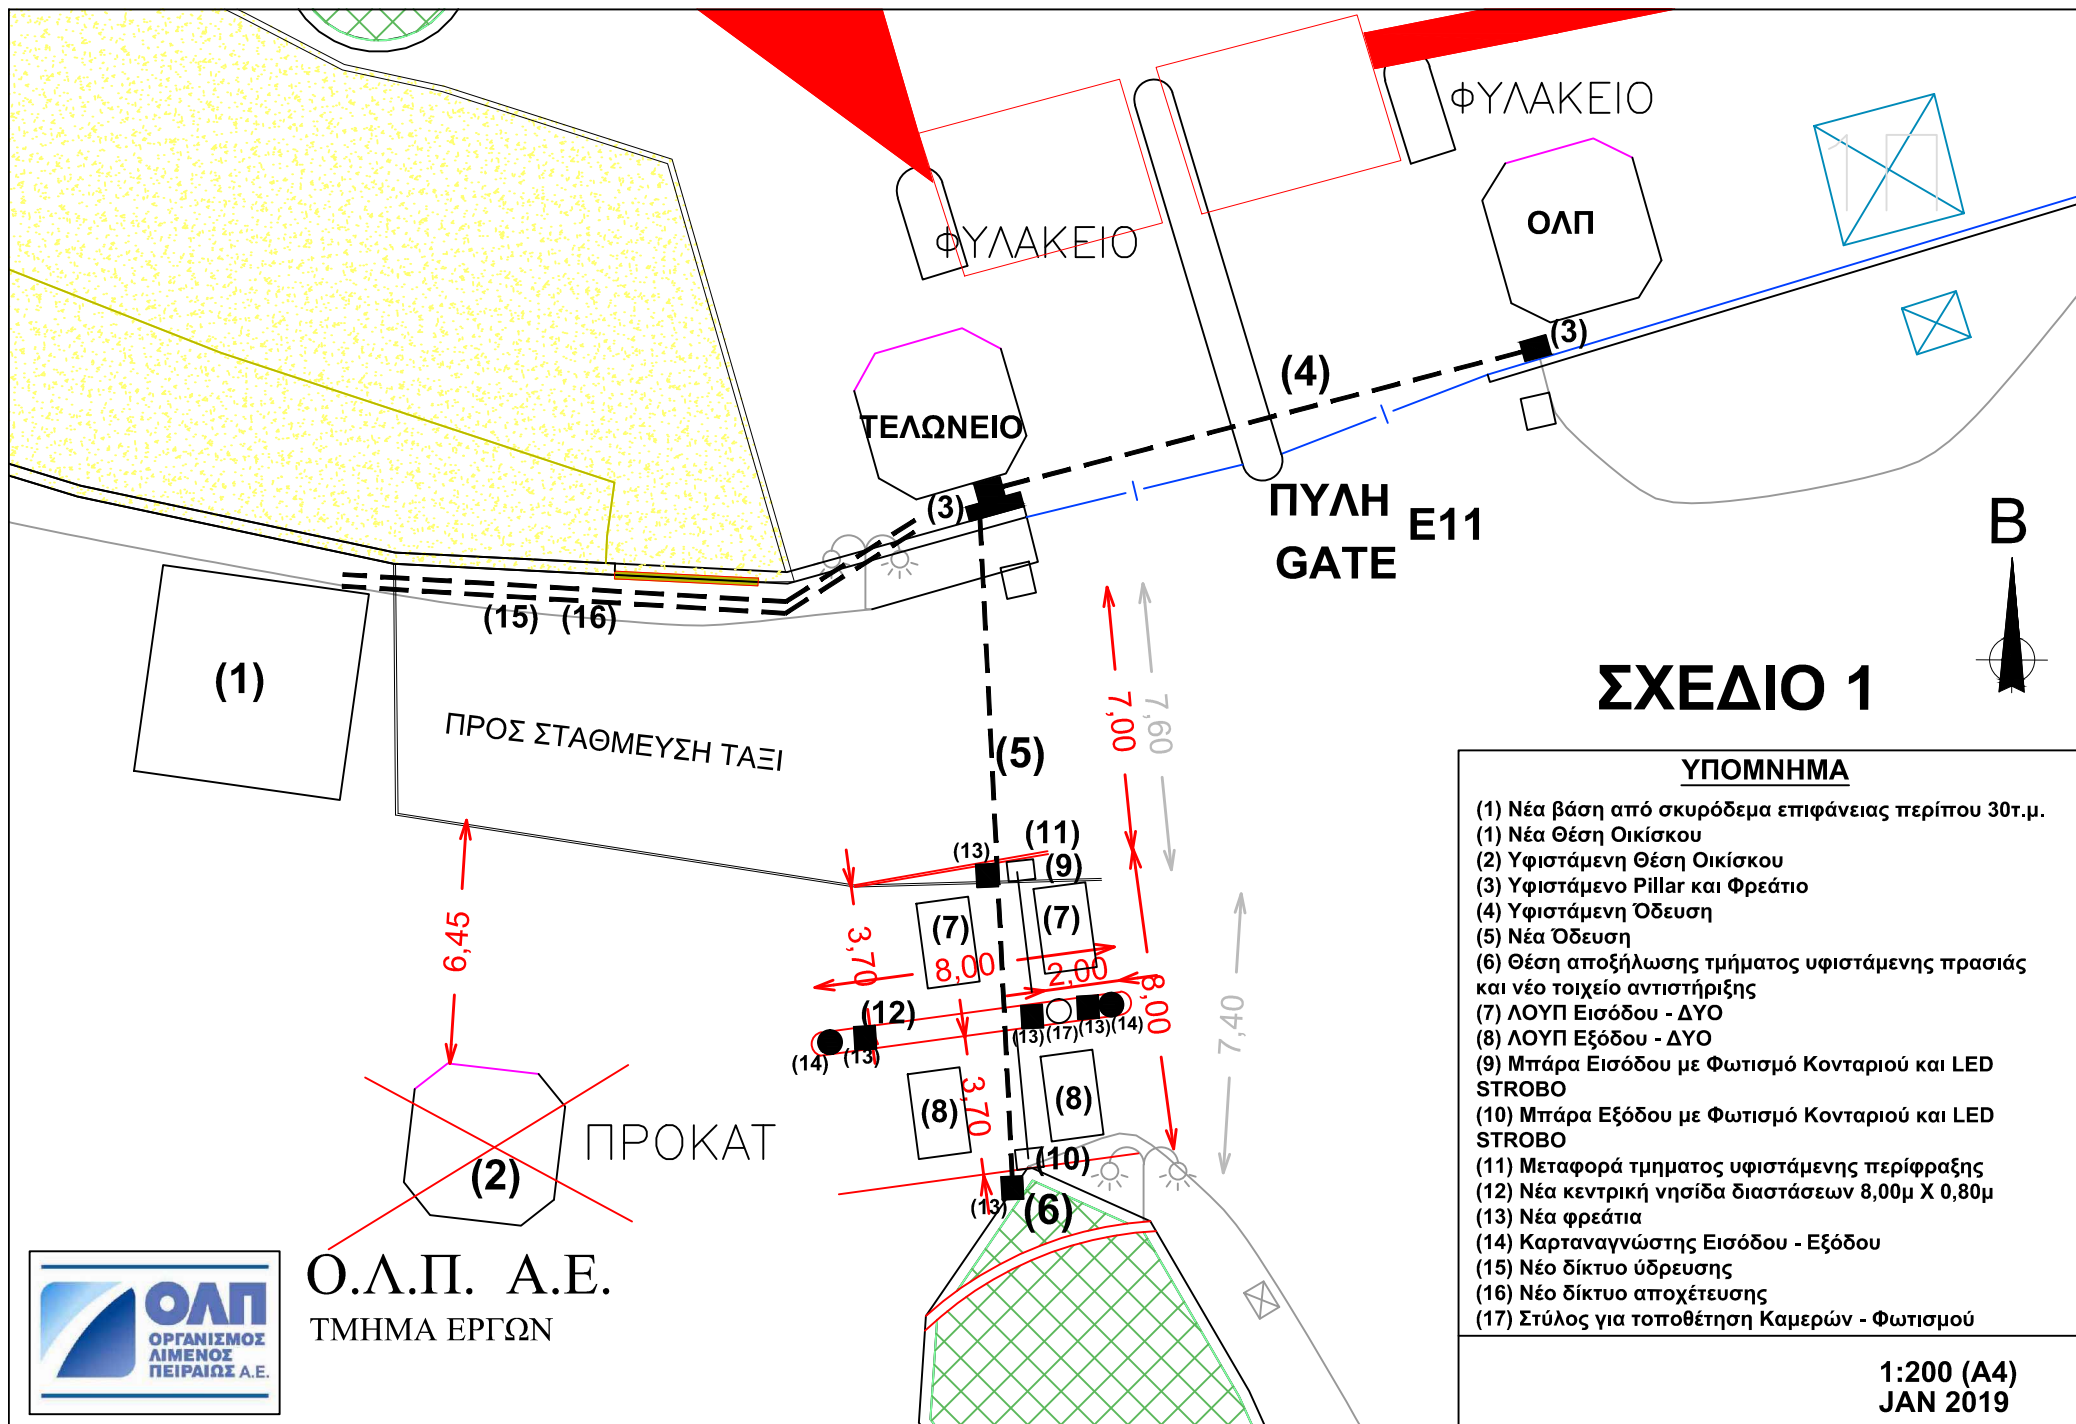 ΦΥΛΑΚΕΙΟ
ΦΥΛΑΚΕΙΟ
ΟΛΠ
1Π
(3)
(4)
ΤΕΛΩΝΕΙΟ
(3)
ΠΥΛΗ
GATE
E11
Β
(15) (16)
(1)
ΠΡΟΣ ΣΤΑΘΜΕΥΣΗ ΤΑΞΙ
(5)
7,00
7,60
ΣΧΕΔΙΟ 1
(13)
(11)
(9)
(7)
(7)
6,45
3,70
8,00
2,00
8,00
7,40
(12)
(14)
(13)
(13)
(17)
(13)
(14)
(8)
3,70
(8)
(10)
(13)
(6)
ΠΡΟΚΑΤ
(2)
ΥΠΟΜΝΗΜΑ
(1) Νέα βάση από σκυρόδεμα επιφάνειας περίπου 30τ.μ.
(1) Νέα Θέση Οικίσκου
(2) Υφιστάμενη Θέση Οικίσκου
(3) Υφιστάμενο Pillar και Φρεάτιο
(4) Υφιστάμενη Όδευση
(5) Νέα Όδευση
(6) Θέση αποξήλωσης τμήματος υφιστάμενης πρασιάς
και νέο τοιχείο αντιστήριξης
(7) ΛΟΥΠ Εισόδου - ΔΥΟ
(8) ΛΟΥΠ Εξόδου - ΔΥΟ
(9) Μπάρα Εισόδου με Φωτισμό Κονταριού και LED
STROBO
(10) Μπάρα Εξόδου με Φωτισμό Κονταριού και LED
STROBO
(11) Μεταφορά τμηματος υφιστάμενης περίφραξης
(12) Νέα κεντρική νησίδα διαστάσεων 8,00μ Χ 0,80μ
(13) Νέα φρεάτια
(14) Καρταναγνώστης Εισόδου - Εξόδου
(15) Νέο δίκτυο ύδρευσης
(16) Νέο δίκτυο αποχέτευσης
(17) Στύλος για τοποθέτηση Καμερών - Φωτισμού
1:200 (A4)
JAN 2019
Ο.Λ.Π. Α.Ε.
ΤΜΗΜΑ ΕΡΓΩΝ
ΟΛΠ
ΟΡΓΑΝΙΣΜΟΣ
ΛΙΜΕΝΟΣ
ΠΕΙΡΑΙΩΣ Α.Ε.